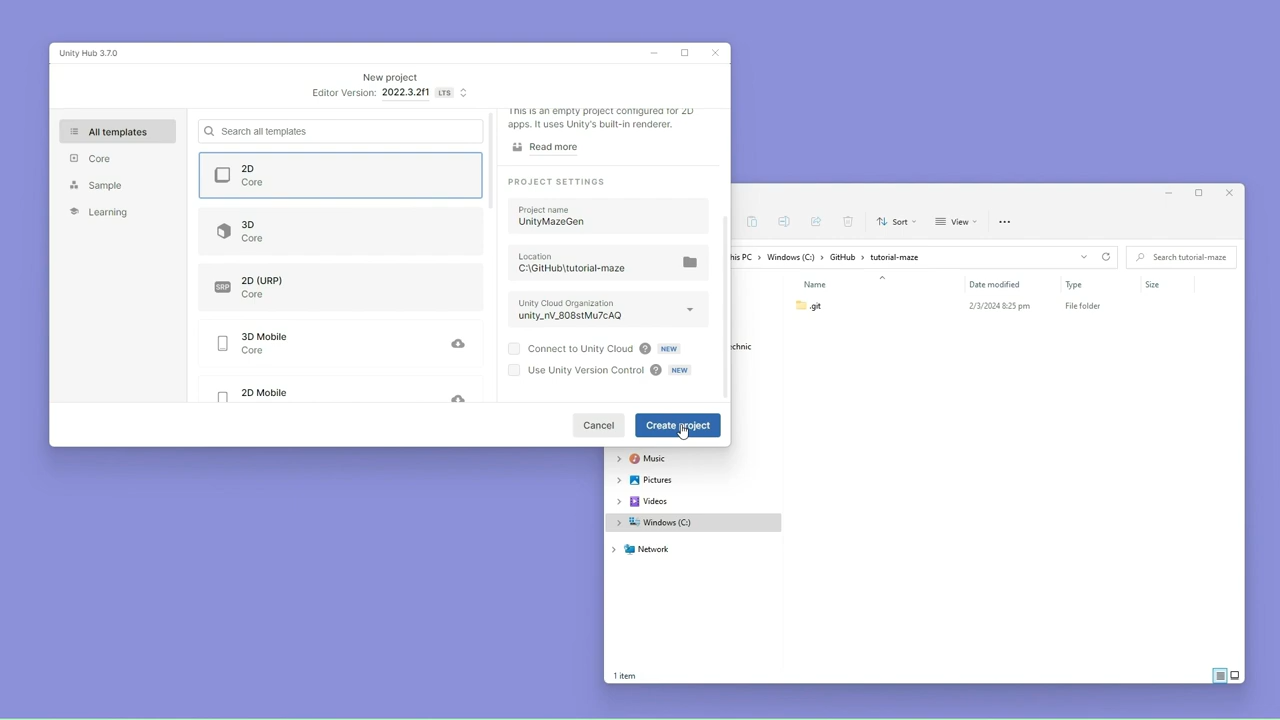 Unity Hub 3.7.0
New project
Editor Version: 2022.3.2f1 LTS
All templates
Core
Sample
Learning
Search all templates
2D
Core
3D
Core
SRP
2D (URP)
Core
3D Mobile
Core
2D Mobile
This is an empty project configured for 2D
apps. It uses Unity's built-in renderer.
Read more
PROJECT SETTINGS
Project name
UnityMazeGen
Location
C:\GitHub\tutorial-maze
Unity Cloud Organization
unity_nV_808stMu7cAQ
Connect to Unity Cloud ? NEW
Use Unity Version Control ? NEW
Cancel
Create project
Sort
View
his PC > Windows (C:) > GitHub > tutorial-maze
Search tutorial-maze
Name
Date modified
Type
Size
.git
2/3/2024 8:25 pm
File folder
echnic
Music
Pictures
Videos
Windows (C:)
Network
1 item